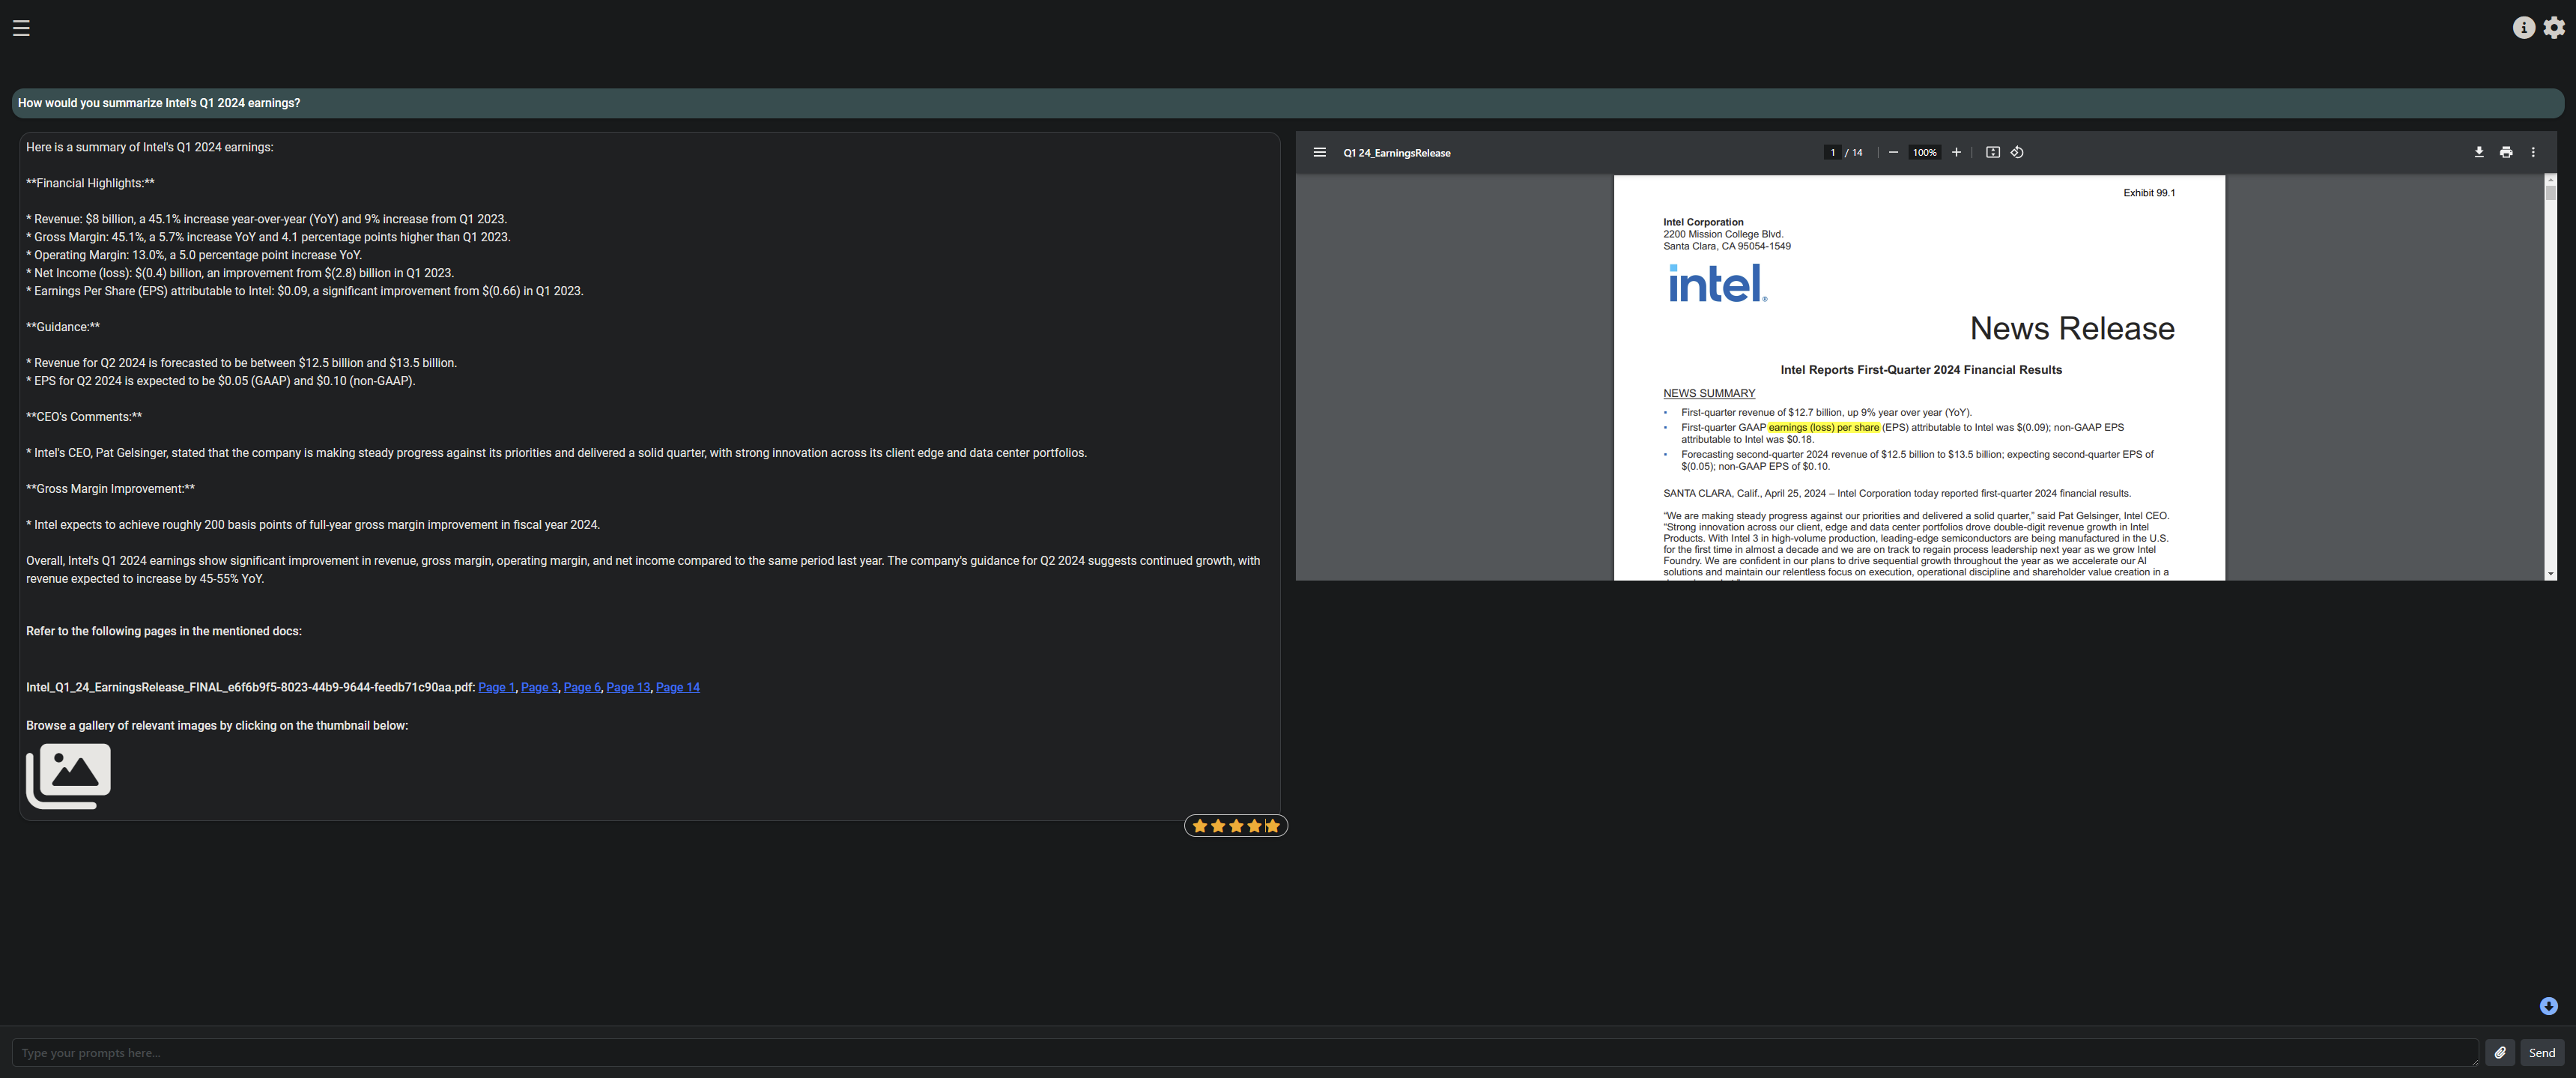 How would you summarize Intel's Q1 2024 earnings?
Here is a summary of Intel's Q1 2024 earnings:
**Financial Highlights:**
* Revenue: $8 billion, a 45.1% increase year-over-year (YoY) and 9% increase from Q1 2023.
* Gross Margin: 45.1%, a 5.7% increase YoY and 4.1 percentage points higher than Q1 2023.
* Operating Margin: 13.0%, a 5.0 percentage point increase YoY.
* Net Income (loss): $(0.4) billion, an improvement from $(2.8) billion in Q1 2023.
* Earnings Per Share (EPS) attributable to Intel: $0.09, a significant improvement from $(0.66) in Q1 2023.
**Guidance:**
* Revenue for Q2 2024 is forecasted to be between $12.5 billion and $13.5 billion.
* EPS for Q2 2024 is expected to be $0.05 (GAAP) and $0.10 (non-GAAP).
**CEO's Comments:**
* Intel's CEO, Pat Gelsinger, stated that the company is making steady progress against its priorities and delivered a solid quarter, with strong innovation across its client edge and data center portfolios.
**Gross Margin Improvement:**
* Intel expects to achieve roughly 200 basis points of full-year gross margin improvement in fiscal year 2024.
Overall, Intel's Q1 2024 earnings show significant improvement in revenue, gross margin, operating margin, and net income compared to the same period last year. The company's guidance for Q2 2024 suggests continued growth, with
revenue expected to increase by 45-55% YoY.
Refer to the following pages in the mentioned docs:
Intel_Q1_24_EarningsRelease_FINAL_e6f6b9f5-8023-44b9-9644-feedb71c90aa.pdf: Page 1, Page 3, Page 6, Page 13, Page 14
Browse a gallery of relevant images by clicking on the thumbnail below:
Q1 24_EarningsRelease
1 / 14
100%
Exhibit 99.1
Intel Corporation
2200 Mission College Blvd.
Santa Clara, CA 95054-1549
intel®
News Release
Intel Reports First-Quarter 2024 Financial Results
NEWS SUMMARY
• First-quarter revenue of $12.7 billion, up 9% year over year (YoY).
• First-quarter GAAP earnings (loss) per share (EPS) attributable to Intel was $(0.09); non-GAAP EPS
attributable to Intel was $0.18.
• Forecasting second-quarter 2024 revenue of $12.5 billion to $13.5 billion; expecting second-quarter EPS of
$(0.05); non-GAAP EPS of $0.10.
SANTA CLARA, Calif., April 25, 2024 – Intel Corporation today reported first-quarter 2024 financial results.
“We are making steady progress against our priorities and delivered a solid quarter,” said Pat Gelsinger, Intel CEO.
“Strong innovation across our client, edge and data center portfolios drove double-digit revenue growth in Intel
Products. With Intel 3 in high-volume production, leading-edge semiconductors are being manufactured in the U.S.
for the first time in almost a decade and we are on track to regain process leadership next year as we grow Intel
Foundry. We are confident in our plans to drive sequential growth throughout the year as we accelerate our AI
solutions and maintain our relentless focus on execution, operational discipline and shareholder value creation in a
Type your prompts here...
Send